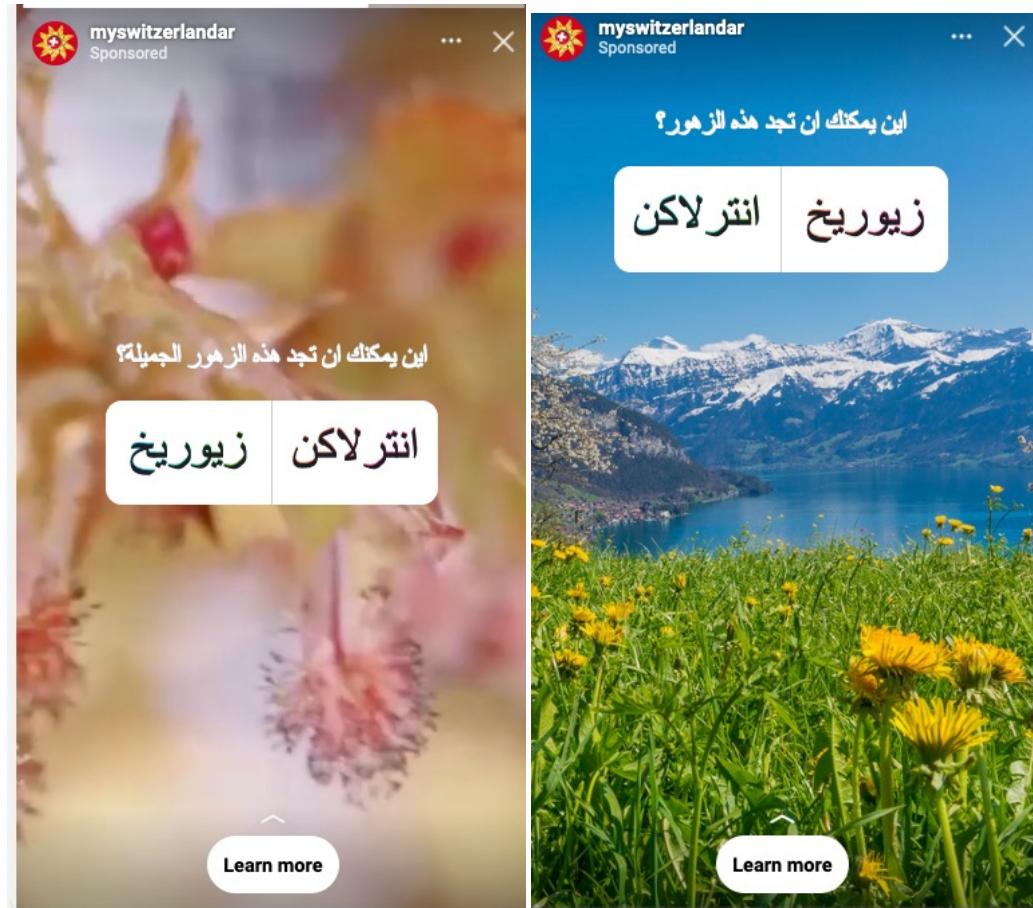 myswitzerlandar
Sponsored
اين يمكنك ان تجد هذه الزهور الجميلة؟
انترلاكن
زيوريخ
Learn more
myswitzerlandar
Sponsored
اين يمكنك ان تجد هذه الزهور؟
زيوريخ
انترلاكن
Learn more